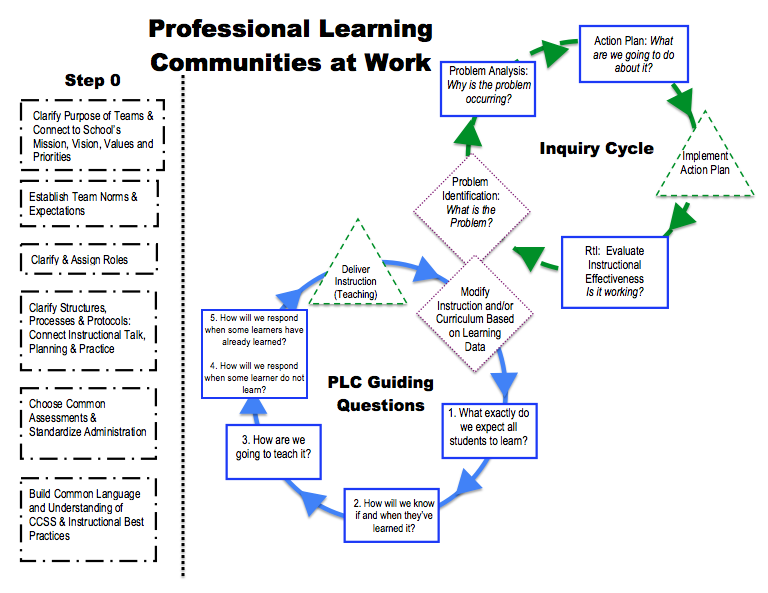 Professional Learning
Communities at Work
Step 0
Clarify Purpose of Teams &
Connect to School's
Mission, Vision, Values and
Priorities
Establish Team Norms &
Expectations
Clarify & Assign Roles
Clarify Structures,
Processes & Protocols:
Connect Instructional Talk,
Planning & Practice
Choose Common
Assessments &
Standardize Administration
Build Common Language
and Understanding of
CCSS & Instructional Best
Practices
Inquiry Cycle
Problem
Identification:
What is the
Problem?
Problem Analysis:
Why is the problem
occurring?
Action Plan: What
are we going to do
about it?
Implement
Action Plan
RtI: Evaluate
Instructional
Effectiveness
Is it working?
PLC Guiding
Questions
Modify
Instruction and/or
Curriculum Based
on Learning
Data
1. What exactly do
we expect all
students to learn?
2. How will we know
if and when they've
learned it?
3. How are we
going to teach it?
5. How will we respond
when some learners have
already learned?
4. How will we respond
when some learner do not
learn?
Deliver
Instruction
(Teaching)